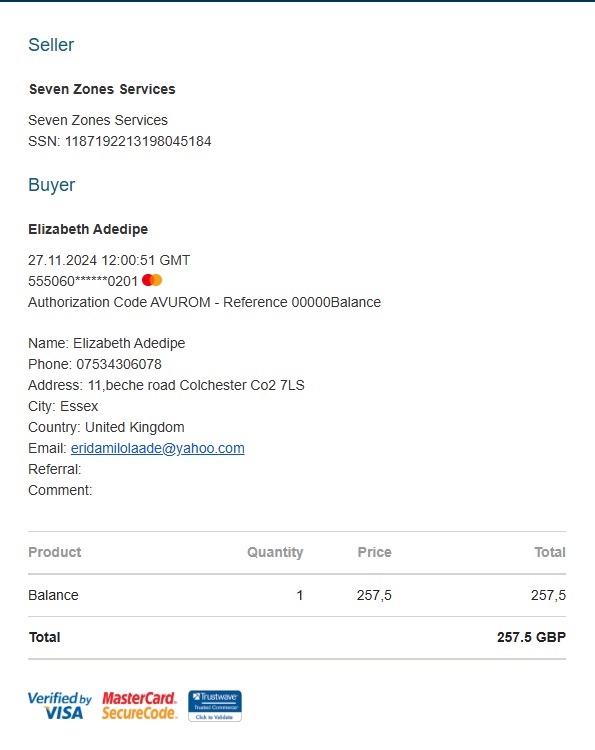 Seller
Seven Zones Services
Seven Zones Services
SSN: 1187192213198045184
Buyer
Elizabeth Adedipe
27.11.2024 12:00:51 GMT
555060******0201
Authorization Code AVUROM - Reference 00000Balance
Name: Elizabeth Adedipe
Phone: 07534306078
Address: 11,beche road Colchester Co2 7LS
City: Essex
Country: United Kingdom
Email: eridamilolaade@yahoo.com
Referral:
Comment:
Product Quantity Price Total
Balance 1 257,5 257,5
Total 257.5 GBP
Verified by VISA MasterCard. SecureCode. Trustwave Trusted Commerce Click to Validate